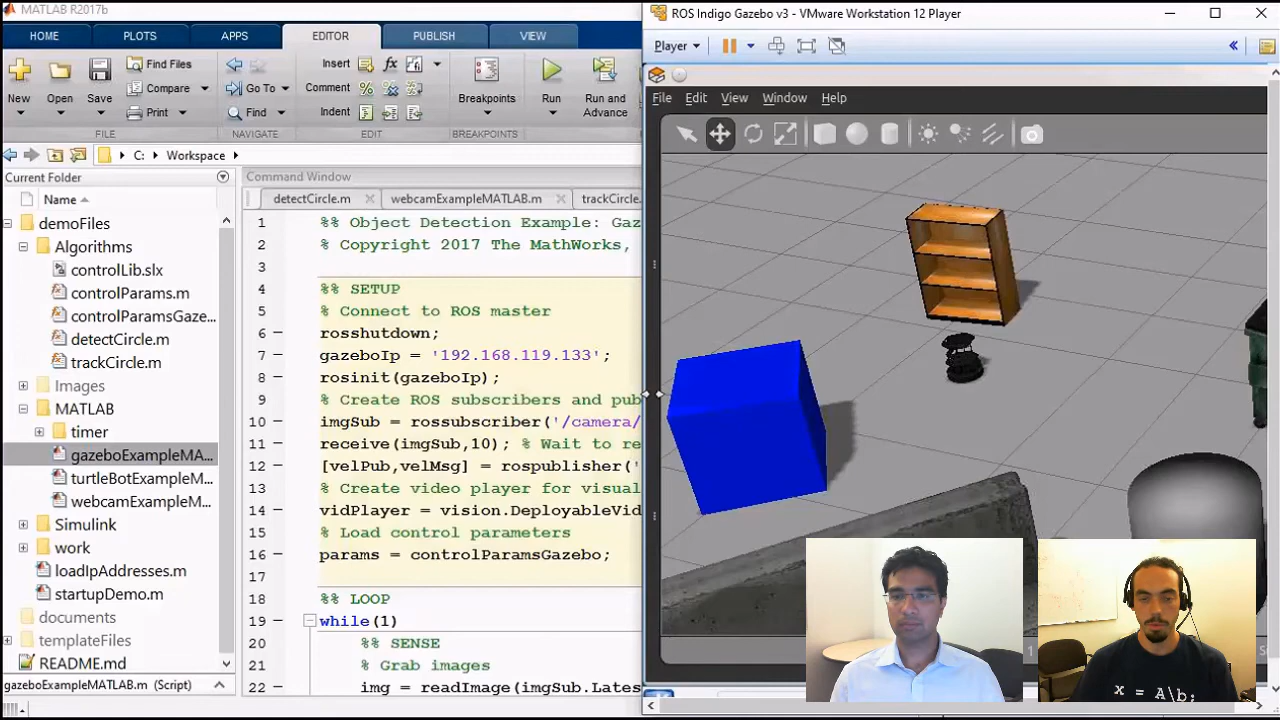 MATLAB R2017b
HOME PLOTS APPS EDITOR PUBLISH VIEW
New Open Save
Find Files
Compare
Print
Go To
Find
Insert
Comment
Indent
Breakpoints
Run
Run and
Advance
FILE NAVIGATE EDIT BREAKPOINTS
C: Workspace
Current Folder
Name
demoFiles
Algorithms
controlLib.slx
controlParams.m
controlParamsGaze...
detectCircle.m
trackCircle.m
Images
MATLAB
timer
gazeboExampleMA...
turtleBotExampleM...
webcamExampleM...
Simulink
work
loadIpAddresses.m
startupDemo.m
documents
templateFiles
README.md
gazeboExampleMATLAB.m (Script)
Command Window
detectCircle.m webcamExampleMATLAB.m trackCircle.
1 %% Object Detection Example: Gaz
2 % Copyright 2017 The MathWorks,
3
4 %% SETUP
5 % Connect to ROS master
6 rosshutdown;
7 gazeboIp = '192.168.119.133';
8 rosinit(gazeboIp);
9 % Create ROS subscribers and pub
10 imgSub = rossubscriber('/camera/
11 receive(imgSub,10); % Wait to re
12 [velPub,velMsg] = rospublisher('
13 % Create video player for visual
14 vidPlayer = vision.DeployableVid
15 % Load control parameters
16 params = controlParamsGazebo;
17
18 %% LOOP
19 while(1)
20 %% SENSE
21 % Grab images
22 img = readImage(imgSub.Lates
ROS Indigo Gazebo v3 - VMware Workstation 12 Player
Player
File Edit View Window Help
x = A\b;